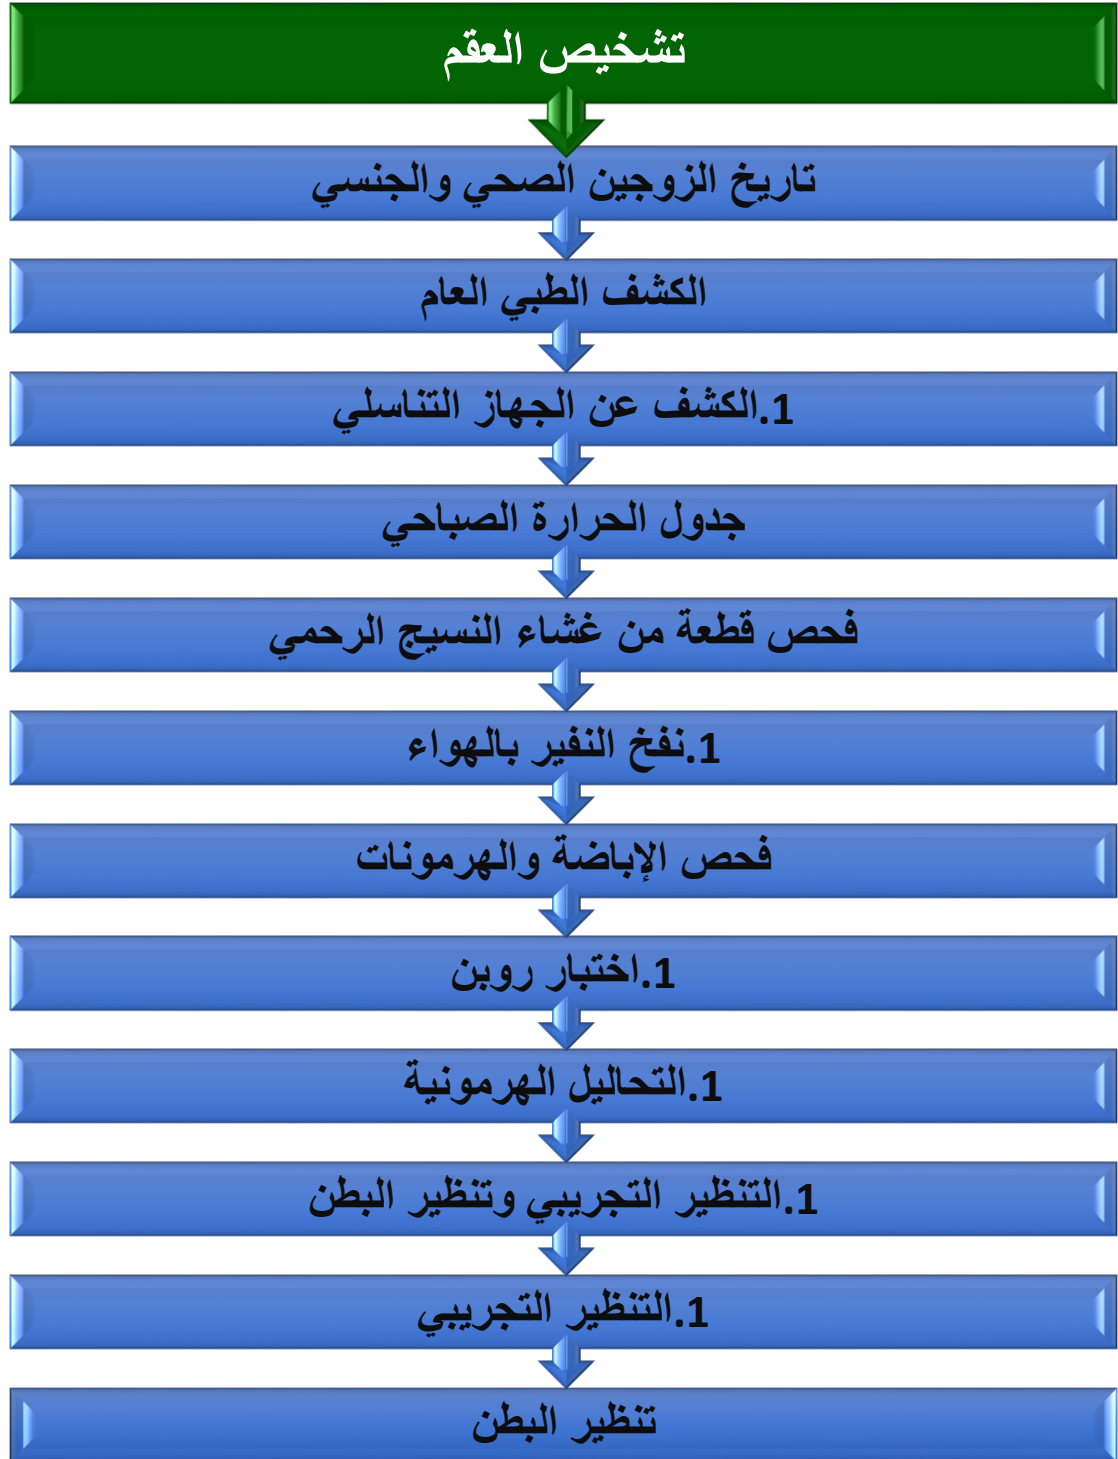 تشخيص العقم
تاريخ الزوجين الصحي والجنسي
الكشف الطبي العام
1.الكشف عن الجهاز التناسلي
جدول الحرارة الصباحي
فحص قطعة من غشاء النسيج الرحمي
1.نفخ النفير بالهواء
فحص الإباضة والهرمونات
1.اختبار روبن
1.التحاليل الهرمونية
1.التنظير التجريبي وتنظير البطن
1.التنظير التجريبي
تنظير البطن